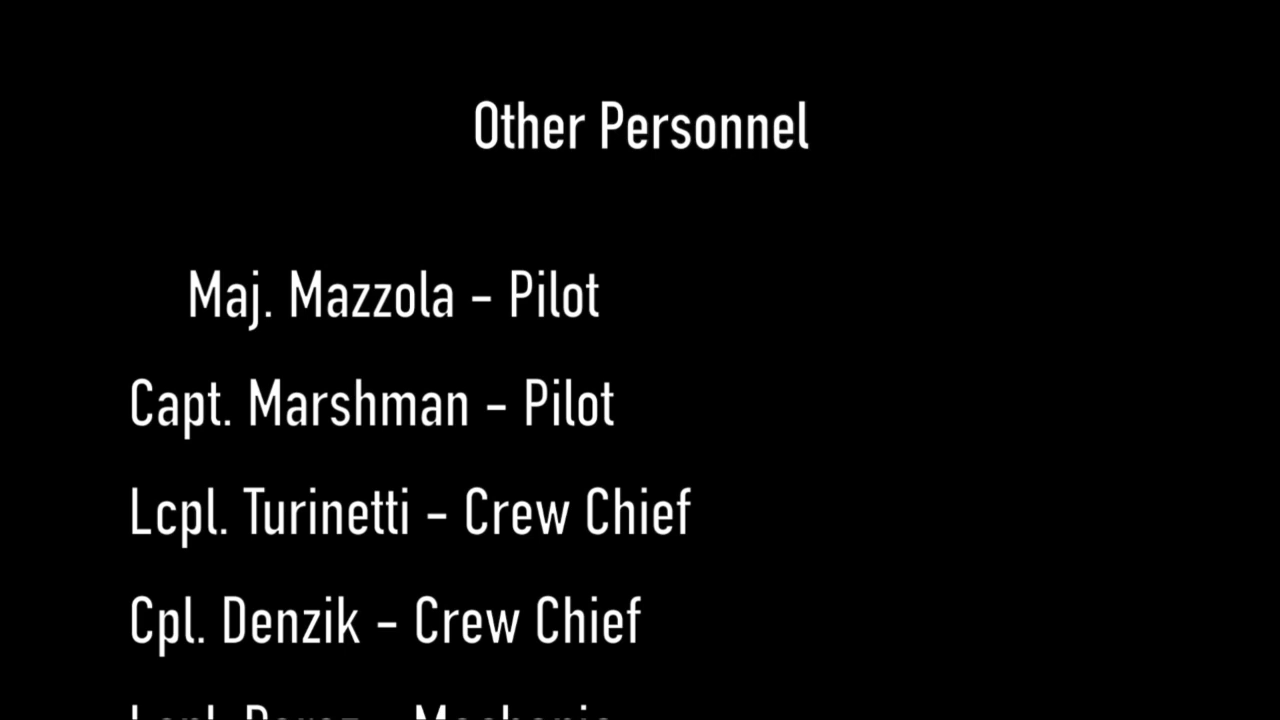 Other Personnel
Maj. Mazzola - Pilot
Capt. Marshman - Pilot
Lcpl. Turinetti - Crew Chief
Cpl. Denzik - Crew Chief